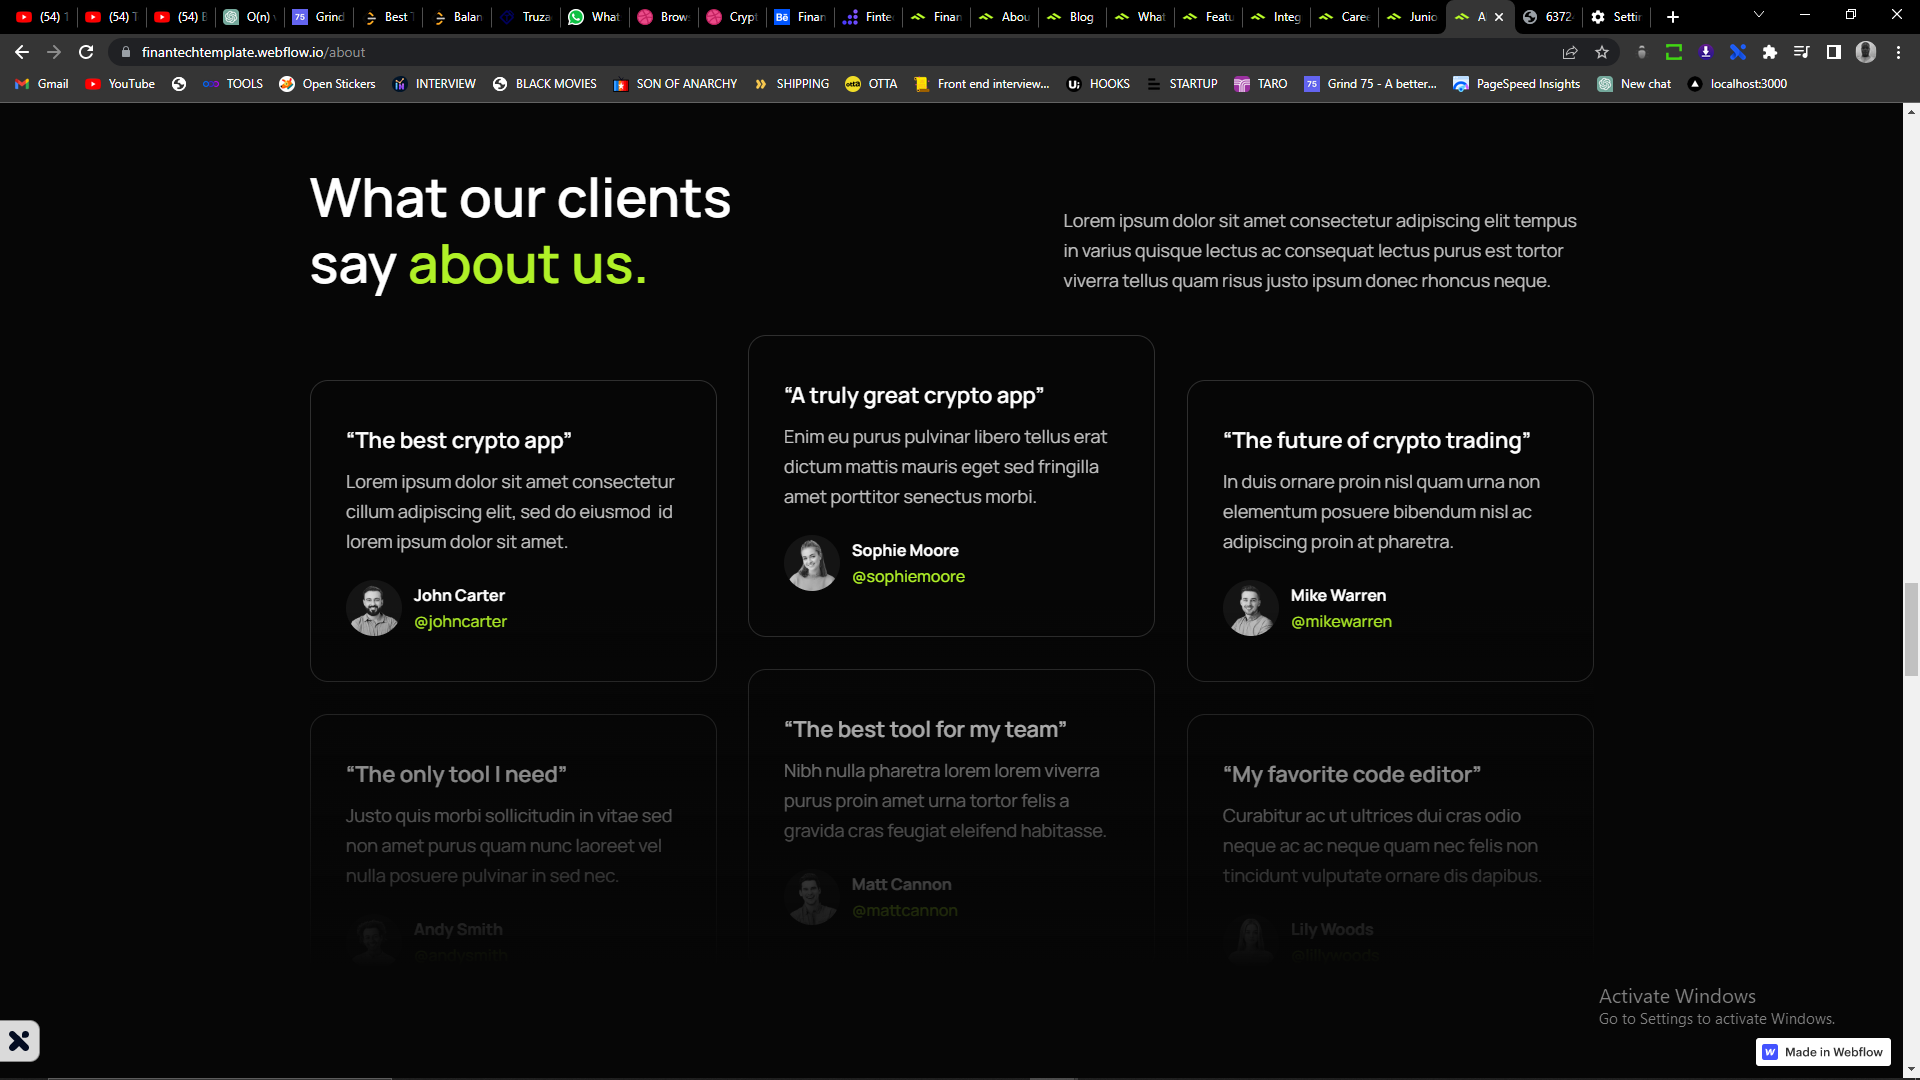 (54) T
(54) T
(54) B
O(n)
Grind
Best T
Balan
Truza
What
Brow
Crypt
Finan
Finte
Finan
Abou
Blog
What
Featu
Integ
Caree
Junio
A
6372
Settin
finantechtemplate.webflow.io/about
Gmail
YouTube
TOOLS
Open Stickers
INTERVIEW
BLACK MOVIES
SON OF ANARCHY
SHIPPING
OTTA
Front end interview...
HOOKS
STARTUP
TARO
Grind 75 - A better...
PageSpeed Insights
New chat
localhost:3000
What our clients
say about us.
Lorem ipsum dolor sit amet consectetur adipiscing elit tempus
in varius quisque lectus ac consequat lectus purus est tortor
viverra tellus quam risus justo ipsum donec rhoncus neque.
“The best crypto app”
Lorem ipsum dolor sit amet consectetur
cillum adipiscing elit, sed do eiusmod id
lorem ipsum dolor sit amet.
John Carter
@johncarter
“A truly great crypto app”
Enim eu purus pulvinar libero tellus erat
dictum mattis mauris eget sed fringilla
amet porttitor senectus morbi.
Sophie Moore
@sophiemoore
“The future of crypto trading”
In duis ornare proin nisl quam urna non
elementum posuere bibendum nisl ac
adipiscing proin at pharetra.
Mike Warren
@mikewarren
“The only tool I need”
Justo quis morbi sollicitudin in vitae sed
non amet purus quam nunc laoreet vel
nulla posuere pulvinar in sed nec.
Andy Smith
@andysmith
“The best tool for my team”
Nibh nulla pharetra lorem lorem viverra
purus proin amet urna tortor felis a
gravida cras feugiat eleifend habitasse.
Matt Cannon
@mattcannon
“My favorite code editor”
Curabitur ac ut ultrices dui cras odio
neque ac ac neque quam nec felis non
tincidunt vulputate ornare dis dapibus.
Lily Woods
@lillywoods
Activate Windows
Go to Settings to activate Windows.
Made in Webflow